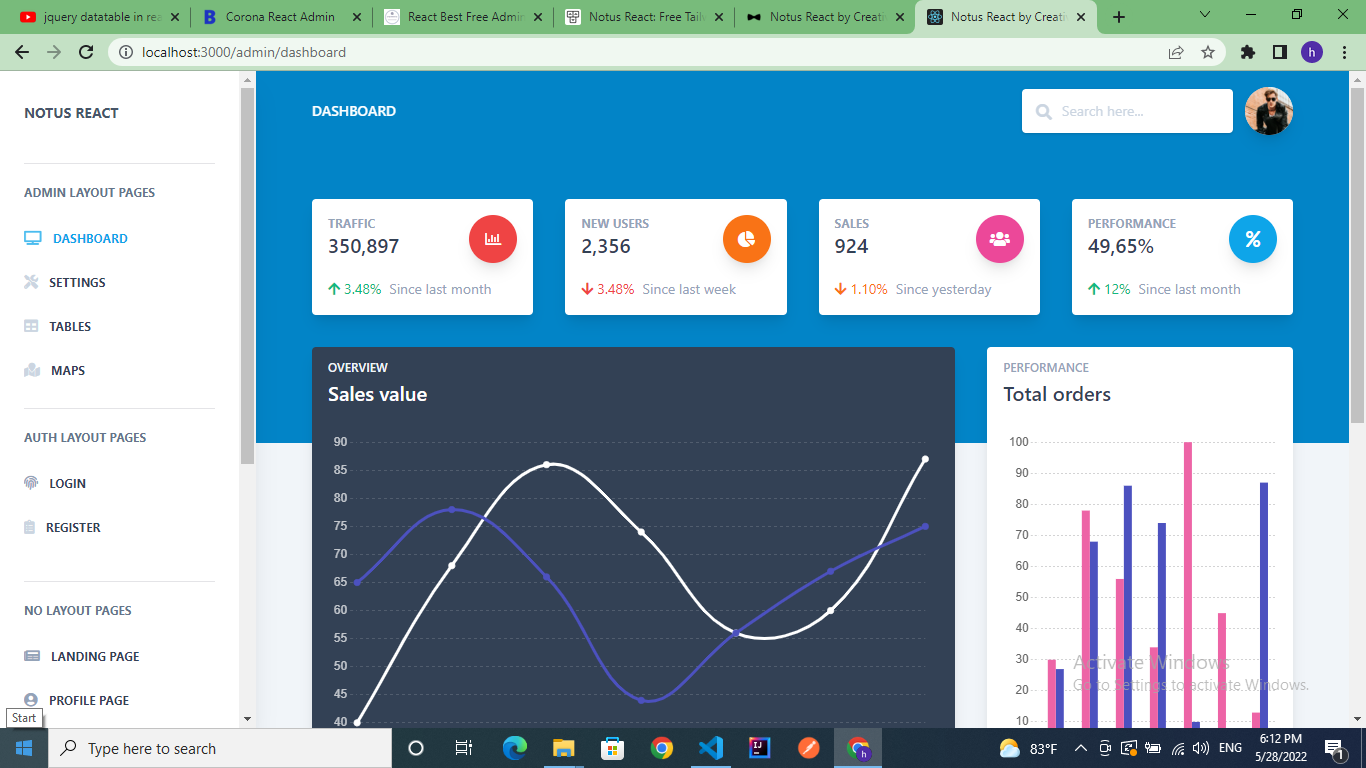 jquery datatable in rea
Corona React Admin
React Best Free Admin
Notus React: Free Tailw
Notus React by Creativ
Notus React by Creativ
localhost:3000/admin/dashboard
h
NOTUS REACT
ADMIN LAYOUT PAGES
DASHBOARD
SETTINGS
TABLES
MAPS
AUTH LAYOUT PAGES
LOGIN
REGISTER
NO LAYOUT PAGES
LANDING PAGE
PROFILE PAGE
DASHBOARD
Search here...
TRAFFIC
350,897
3.48% Since last month
NEW USERS
2,356
3.48% Since last week
SALES
924
1.10% Since yesterday
PERFORMANCE
49,65%
12% Since last month
%
OVERVIEW
Sales value
90
85
80
75
70
65
60
55
50
45
40
PERFORMANCE
Total orders
100
90
80
70
60
50
40
30
20
10
Activate Windows
Go to Settings to activate Windows.
Start
Type here to search
83°F
ENG
6:12 PM
5/28/2022
1